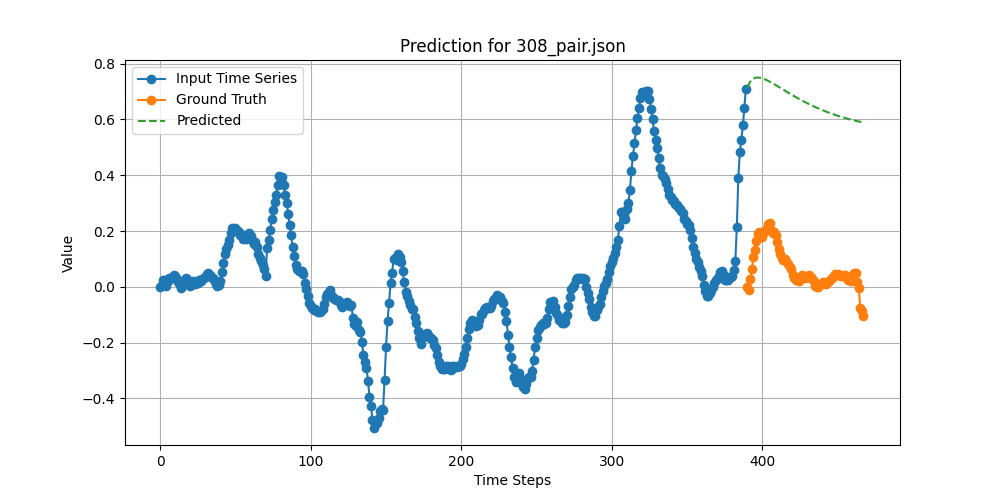 Prediction for 308_pair.json
Input Time Series
Ground Truth
Predicted
Value
0.8
0.6
0.4
0.2
0.0
−0.2
−0.4
0 100 200 300 400
Time Steps